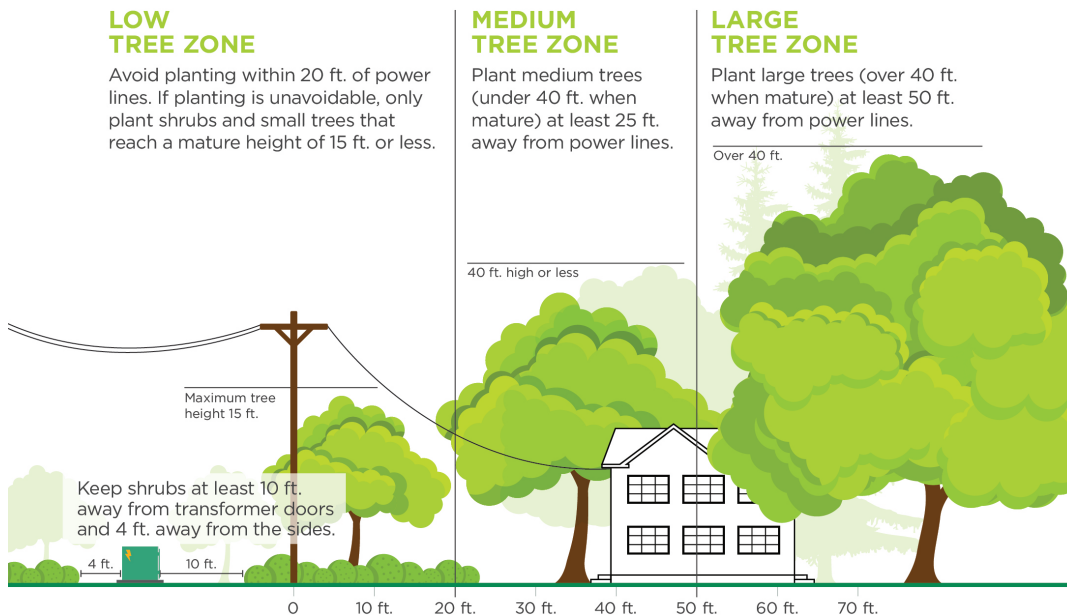 LOW
TREE ZONE
Avoid planting within 20 ft. of power
lines. If planting is unavoidable, only
plant shrubs and small trees that
reach a mature height of 15 ft. or less.
MEDIUM
TREE ZONE
Plant medium trees
(under 40 ft. when
mature) at least 25 ft.
away from power lines.
LARGE
TREE ZONE
Plant large trees (over 40 ft.
when mature) at least 50 ft.
away from power lines.
Over 40 ft.
40 ft. high or less
Maximum tree
height 15 ft.
Keep shrubs at least 10 ft.
away from transformer doors
and 4 ft. away from the sides.
4 ft.
10 ft.
0
10 ft.
20 ft.
30 ft.
40 ft.
50 ft.
60 ft.
70 ft.